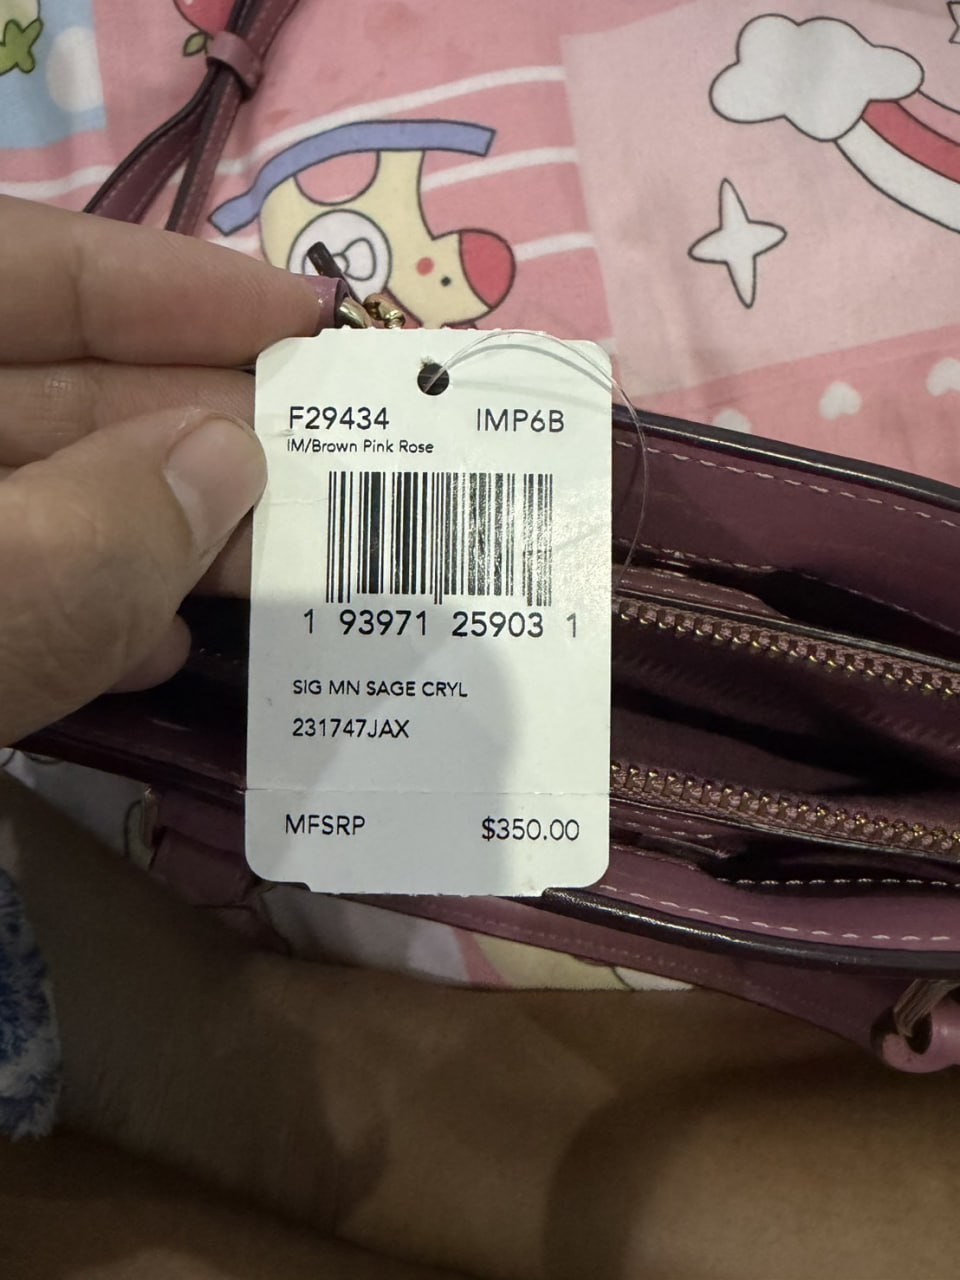 F29434 IMP6B
IM/Brown Pink Rose
1 93971 25903 1
SIG MN SAGE CRYL
231747JAX
MFSRP $350.00